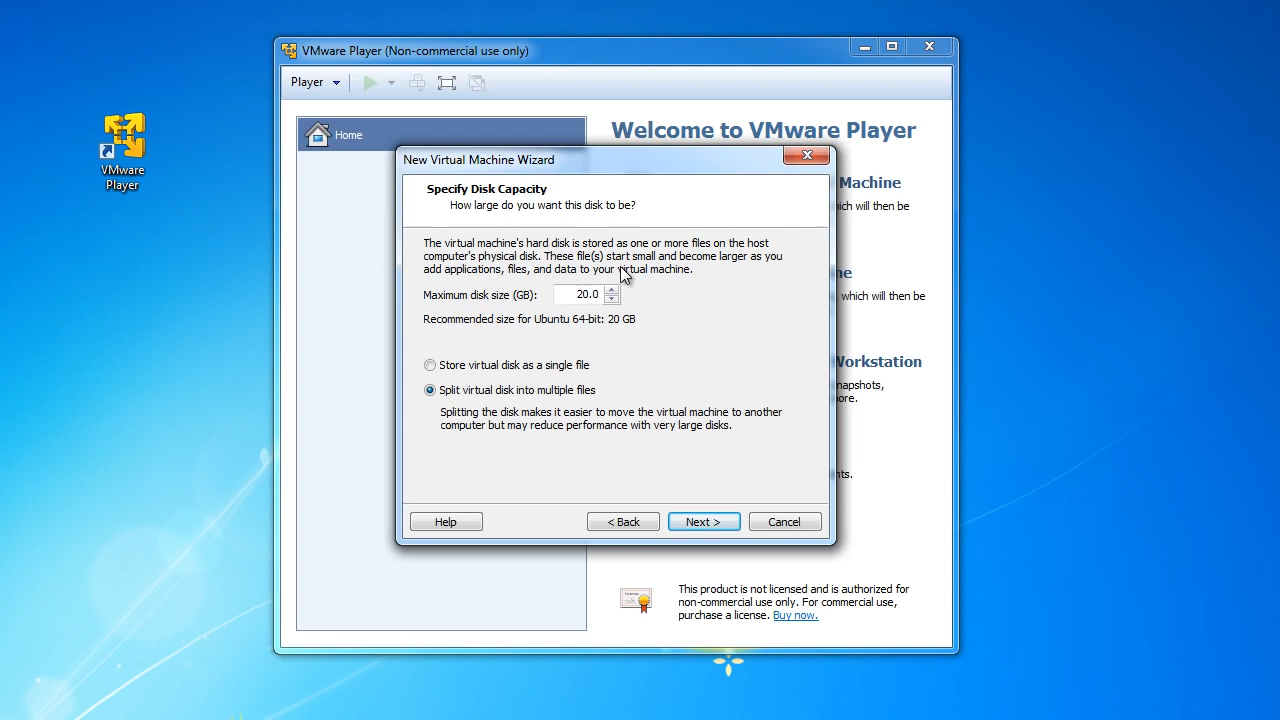 VMware Player (Non-commercial use only)
Player
Home
Welcome to VMware Player
VMware
Player
New Virtual Machine Wizard
Specify Disk Capacity
How large do you want this disk to be?
Machine
will then be
The virtual machine's hard disk is stored as one or more files on the host
computer's physical disk. These file(s) start small and become larger as you
add applications, files, and data to your virtual machine.
Maximum disk size (GB): 20.0
which will then be
Recommended size for Ubuntu 64-bit: 20 GB
Store virtual disk as a single file
Workstation
Split virtual disk into multiple files
Splitting the disk makes it easier to move the virtual machine to another
computer but may reduce performance with very large disks.
Help
< Back
Next >
Cancel
This product is not licensed and is authorized for
non-commercial use only. For commercial use,
purchase a license. Buy now.